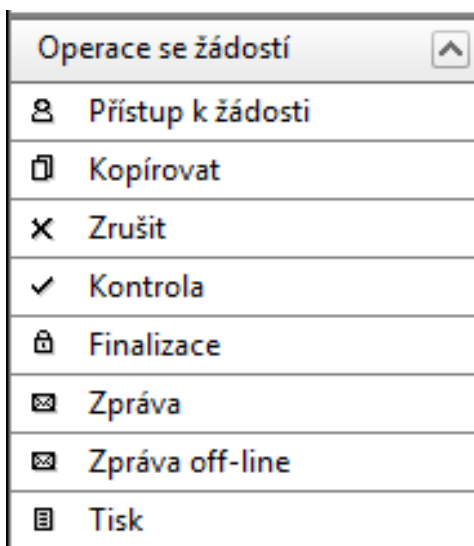 Operace se žádostí
Přístup k žádosti
Kopírovat
Zrušit
Kontrola
Finalizace
Zpráva
Zpráva off-line
Tisk